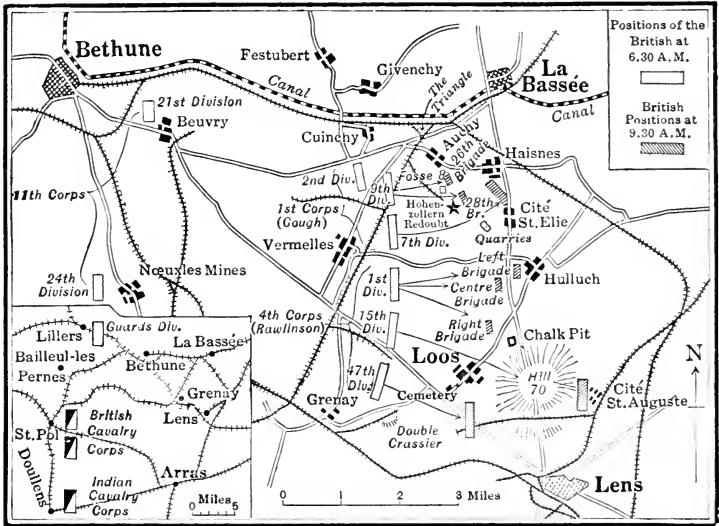 Bethune
Festubert
Givenchy
Canal
The Triangle
La
Bassée
Canal
Positions of the
British at
6.30 A.M.
British
Positions at
9.30 A.M.
21st Division
Beuvry
Cuinchy
Auchy
26th
Brigade
Haisnes
11th Corps
2nd Div.
9th
Div.
Fosse
28th
Br.
Hohen-
zollern
Redoubt
Cité
St. Elie
1st Corps
(Gough)
Vermelles
7th Div.
Quarries
24th
Division
Nœuxles Mines
1st
Div.
Left
Brigade
Centre
Brigade
Hulluch
4th Corps
(Rawlinson)
15th
Div.
Right
Brigade
Chalk Pit
N
47th
Div.
Loos
Hill
70
Cemetery
Cité
St. Auguste
Grenay
Double
Crassier
Lens
0 1 2 3 Miles
Guards Div.
Lillers
La Bassée
Bailleul-les
Pernes
Bethune
Grenay
Lens
St. Pol
British
Cavalry
Corps
Doullens
Arras
Indian
Cavalry
Corps
Miles
0 5